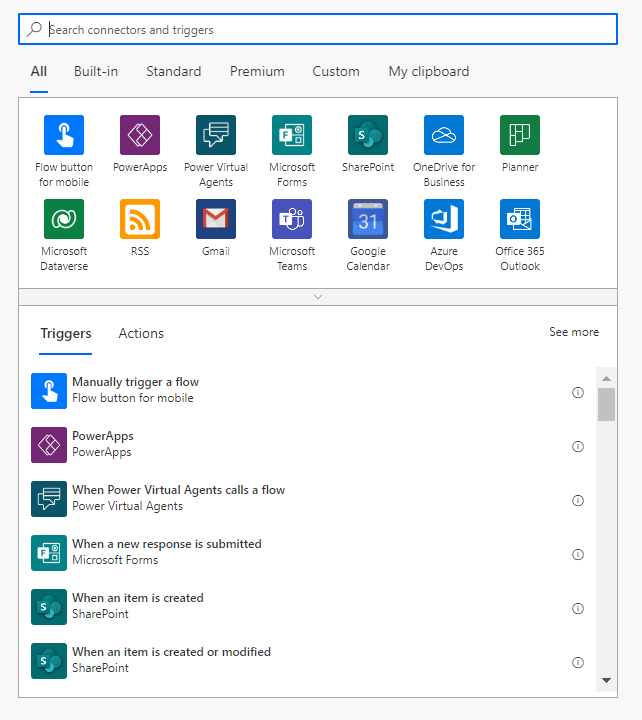 Search connectors and triggers
All Built-in Standard Premium Custom My clipboard
Flow button for mobile
PowerApps
Power Virtual Agents
Microsoft Forms
SharePoint
OneDrive for Business
Planner
Microsoft Dataverse
RSS
Gmail
Microsoft Teams
31
Google Calendar
Azure DevOps
Office 365 Outlook
Triggers Actions See more
Manually trigger a flow
Flow button for mobile
PowerApps
PowerApps
When Power Virtual Agents calls a flow
Power Virtual Agents
When a new response is submitted
Microsoft Forms
When an item is created
SharePoint
When an item is created or modified
SharePoint